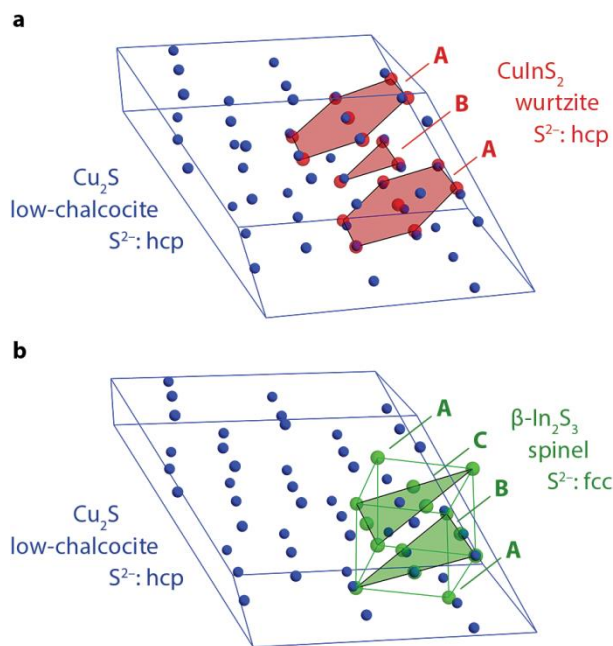 a
A
CuInS₂
wurtzite
S²⁻: hcp
B
A
Cu₂S
low-chalcocite
S²⁻: hcp
b
A
C
β-In₂S₃
spinel
S²⁻: fcc
B
Cu₂S
low-chalcocite
S²⁻: hcp
A